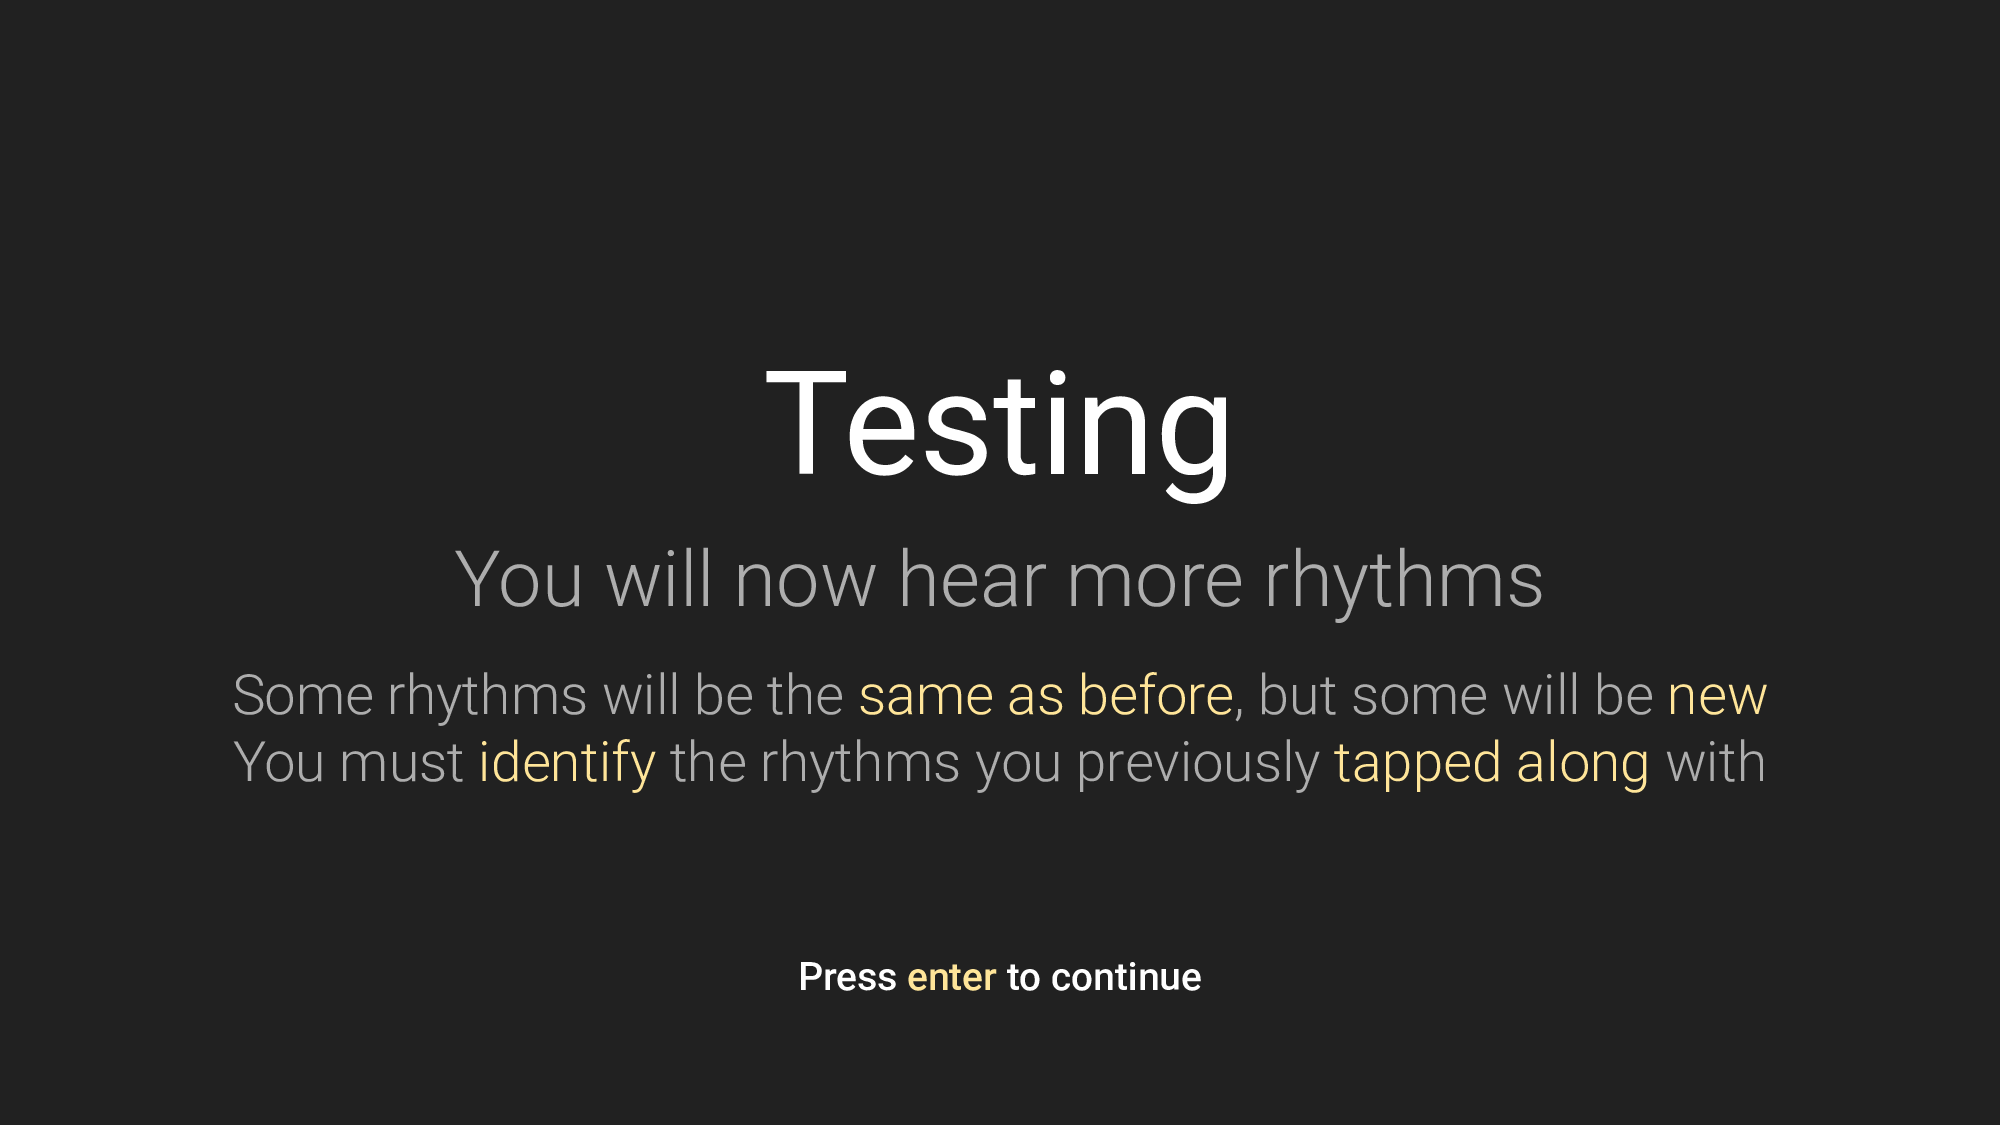 Testing
You will now hear more rhythms
Some rhythms will be the same as before, but some will be new
You must identify the rhythms you previously tapped along with
Press enter to continue